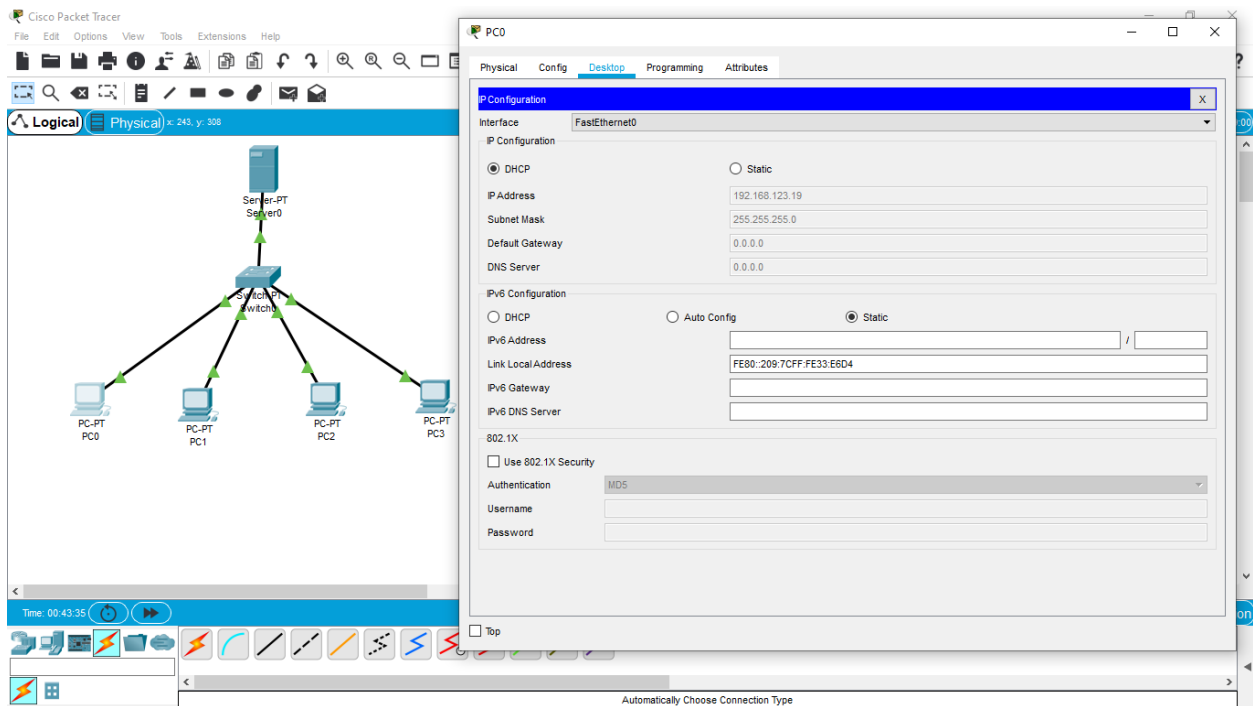 Cisco Packet Tracer
File Edit Options View Tools Extensions Help
Logical Physical x: 243, y: 308
Server-PT
Server0
Switch-PT
Switch0
PC-PT
PC0
PC-PT
PC1
PC-PT
PC2
PC-PT
PC3
Time: 00:43:35
PC0
Physical Config Desktop Programming Attributes
IP Configuration X
Interface FastEthernet0
IP Configuration
DHCP Static
IP Address 192.168.123.19
Subnet Mask 255.255.255.0
Default Gateway 0.0.0.0
DNS Server 0.0.0.0
IPv6 Configuration
DHCP Auto Config Static
IPv6 Address /
Link Local Address FE80::209:7CFF:FE33:E6D4
IPv6 Gateway
IPv6 DNS Server
802.1X
Use 802.1X Security
Authentication MD5
Username
Password
Top
Automatically Choose Connection Type